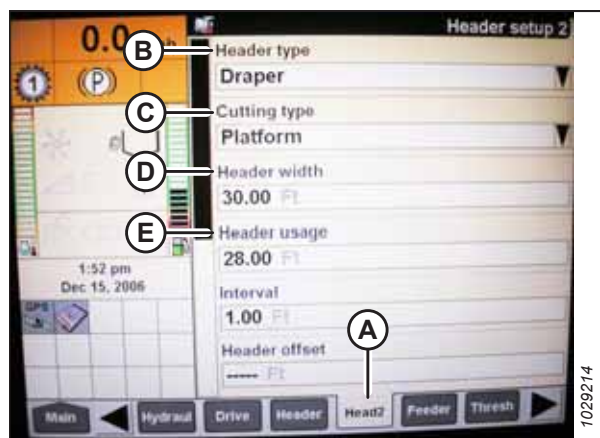 0.0
Header setup 2
B
Header type
Draper
1
(P)
C
Cutting type
Platform
D
Header width
30.00 Ft
E
Header usage
28.00 Ft
1:52 pm
Dec 15, 2006
Interval
1.00 Ft
GPS
A
Header offset
----- Ft
Main
Hydraul
Drive
Header
Head2
Feeder
Thresh
1029214